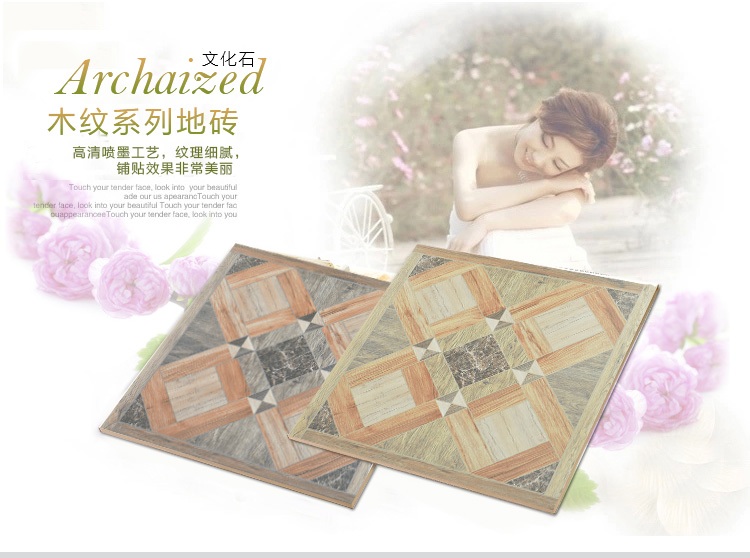 文化石
Archaized
木纹系列地砖
高清喷墨工艺，纹理细腻，
铺贴效果非常美丽
Touch your tender face, look into your beautiful
ade our us apearancTouch your
tender face, look into your beautiful Touch your tender fac
ouappearanceeTouch your tender face, look into you